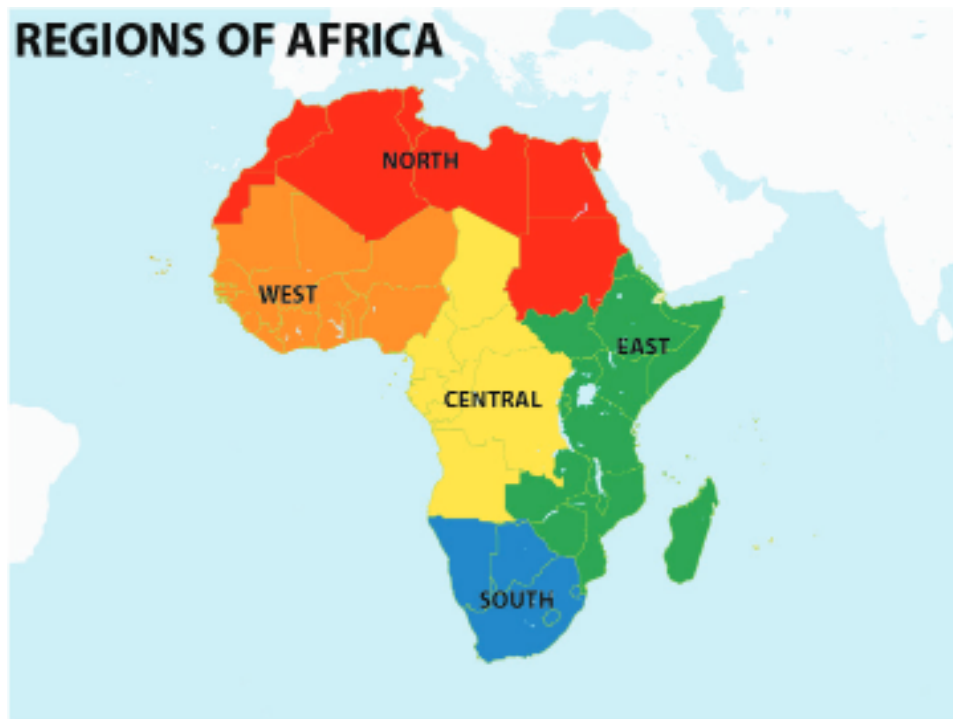 REGIONS OF AFRICA
NORTH
WEST
EAST
CENTRAL
SOUTH